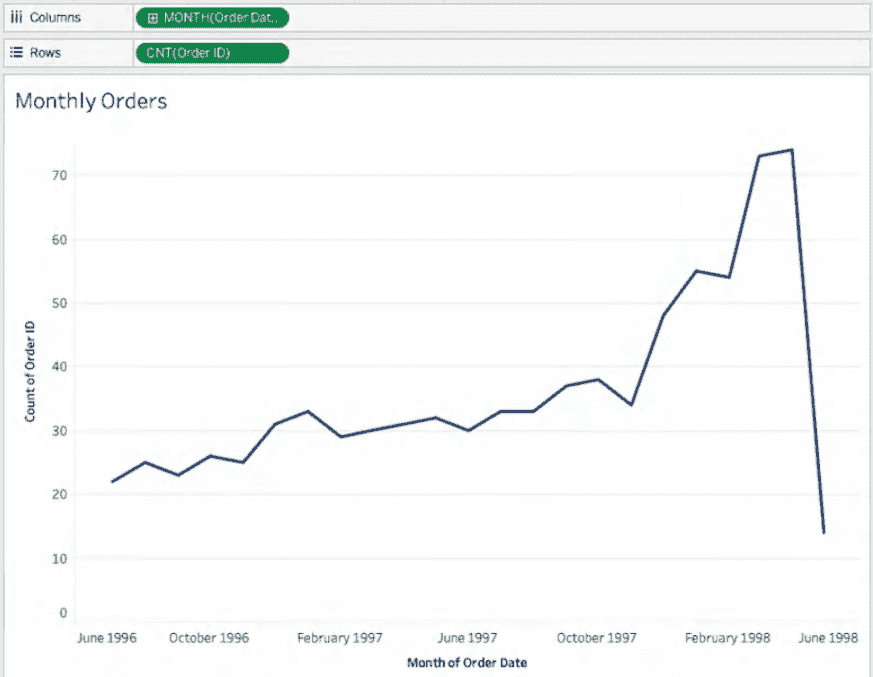 Columns
MONTH(Order Dat..
Rows
CNT(Order ID)
Monthly Orders
70
60
50
40
30
20
10
0
Count of Order ID
June 1996 October 1996 February 1997 June 1997 October 1997 February 1998 June 1998
Month of Order Date